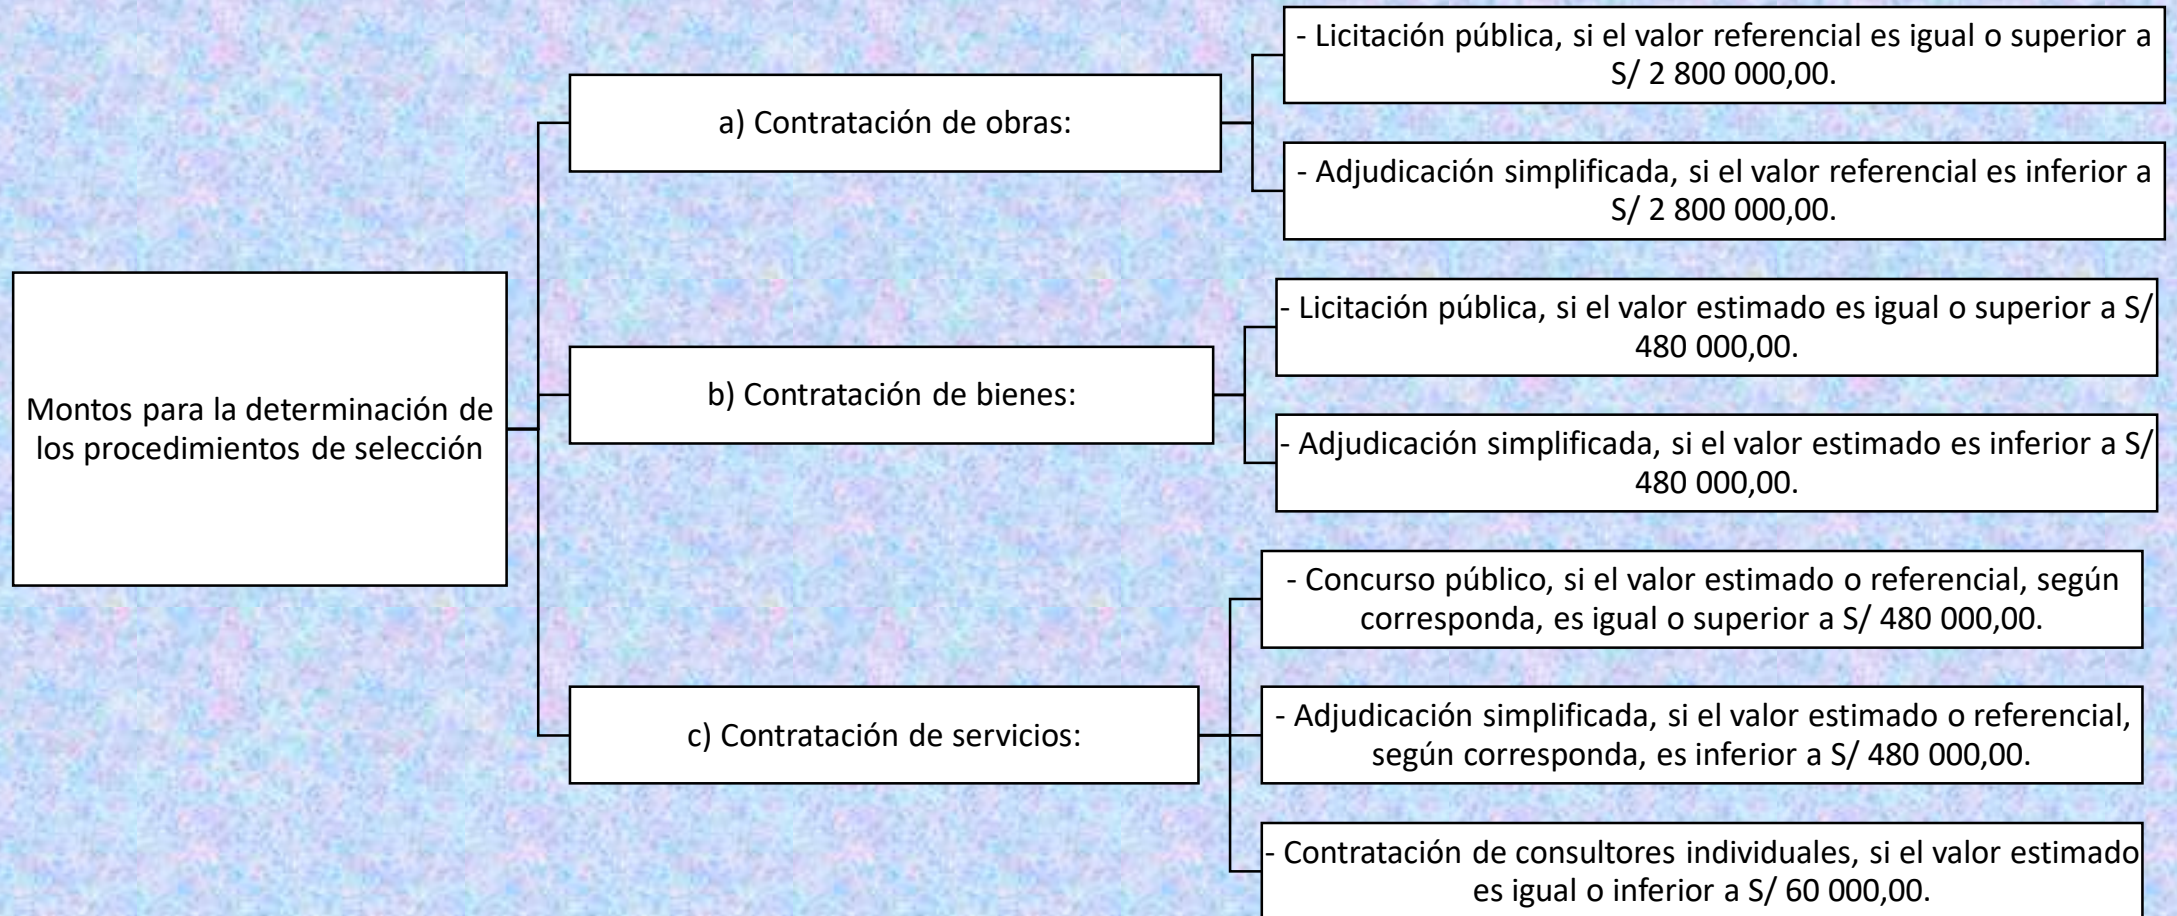 Montos para la determinación de
los procedimientos de selección
a) Contratación de obras:
- Licitación pública, si el valor referencial es igual o superior a
S/ 2 800 000,00.
- Adjudicación simplificada, si el valor referencial es inferior a
S/ 2 800 000,00.
b) Contratación de bienes:
- Licitación pública, si el valor estimado es igual o superior a S/
480 000,00.
- Adjudicación simplificada, si el valor estimado es inferior a S/
480 000,00.
c) Contratación de servicios:
- Concurso público, si el valor estimado o referencial, según
corresponda, es igual o superior a S/ 480 000,00.
- Adjudicación simplificada, si el valor estimado o referencial,
según corresponda, es inferior a S/ 480 000,00.
- Contratación de consultores individuales, si el valor estimado
es igual o inferior a S/ 60 000,00.